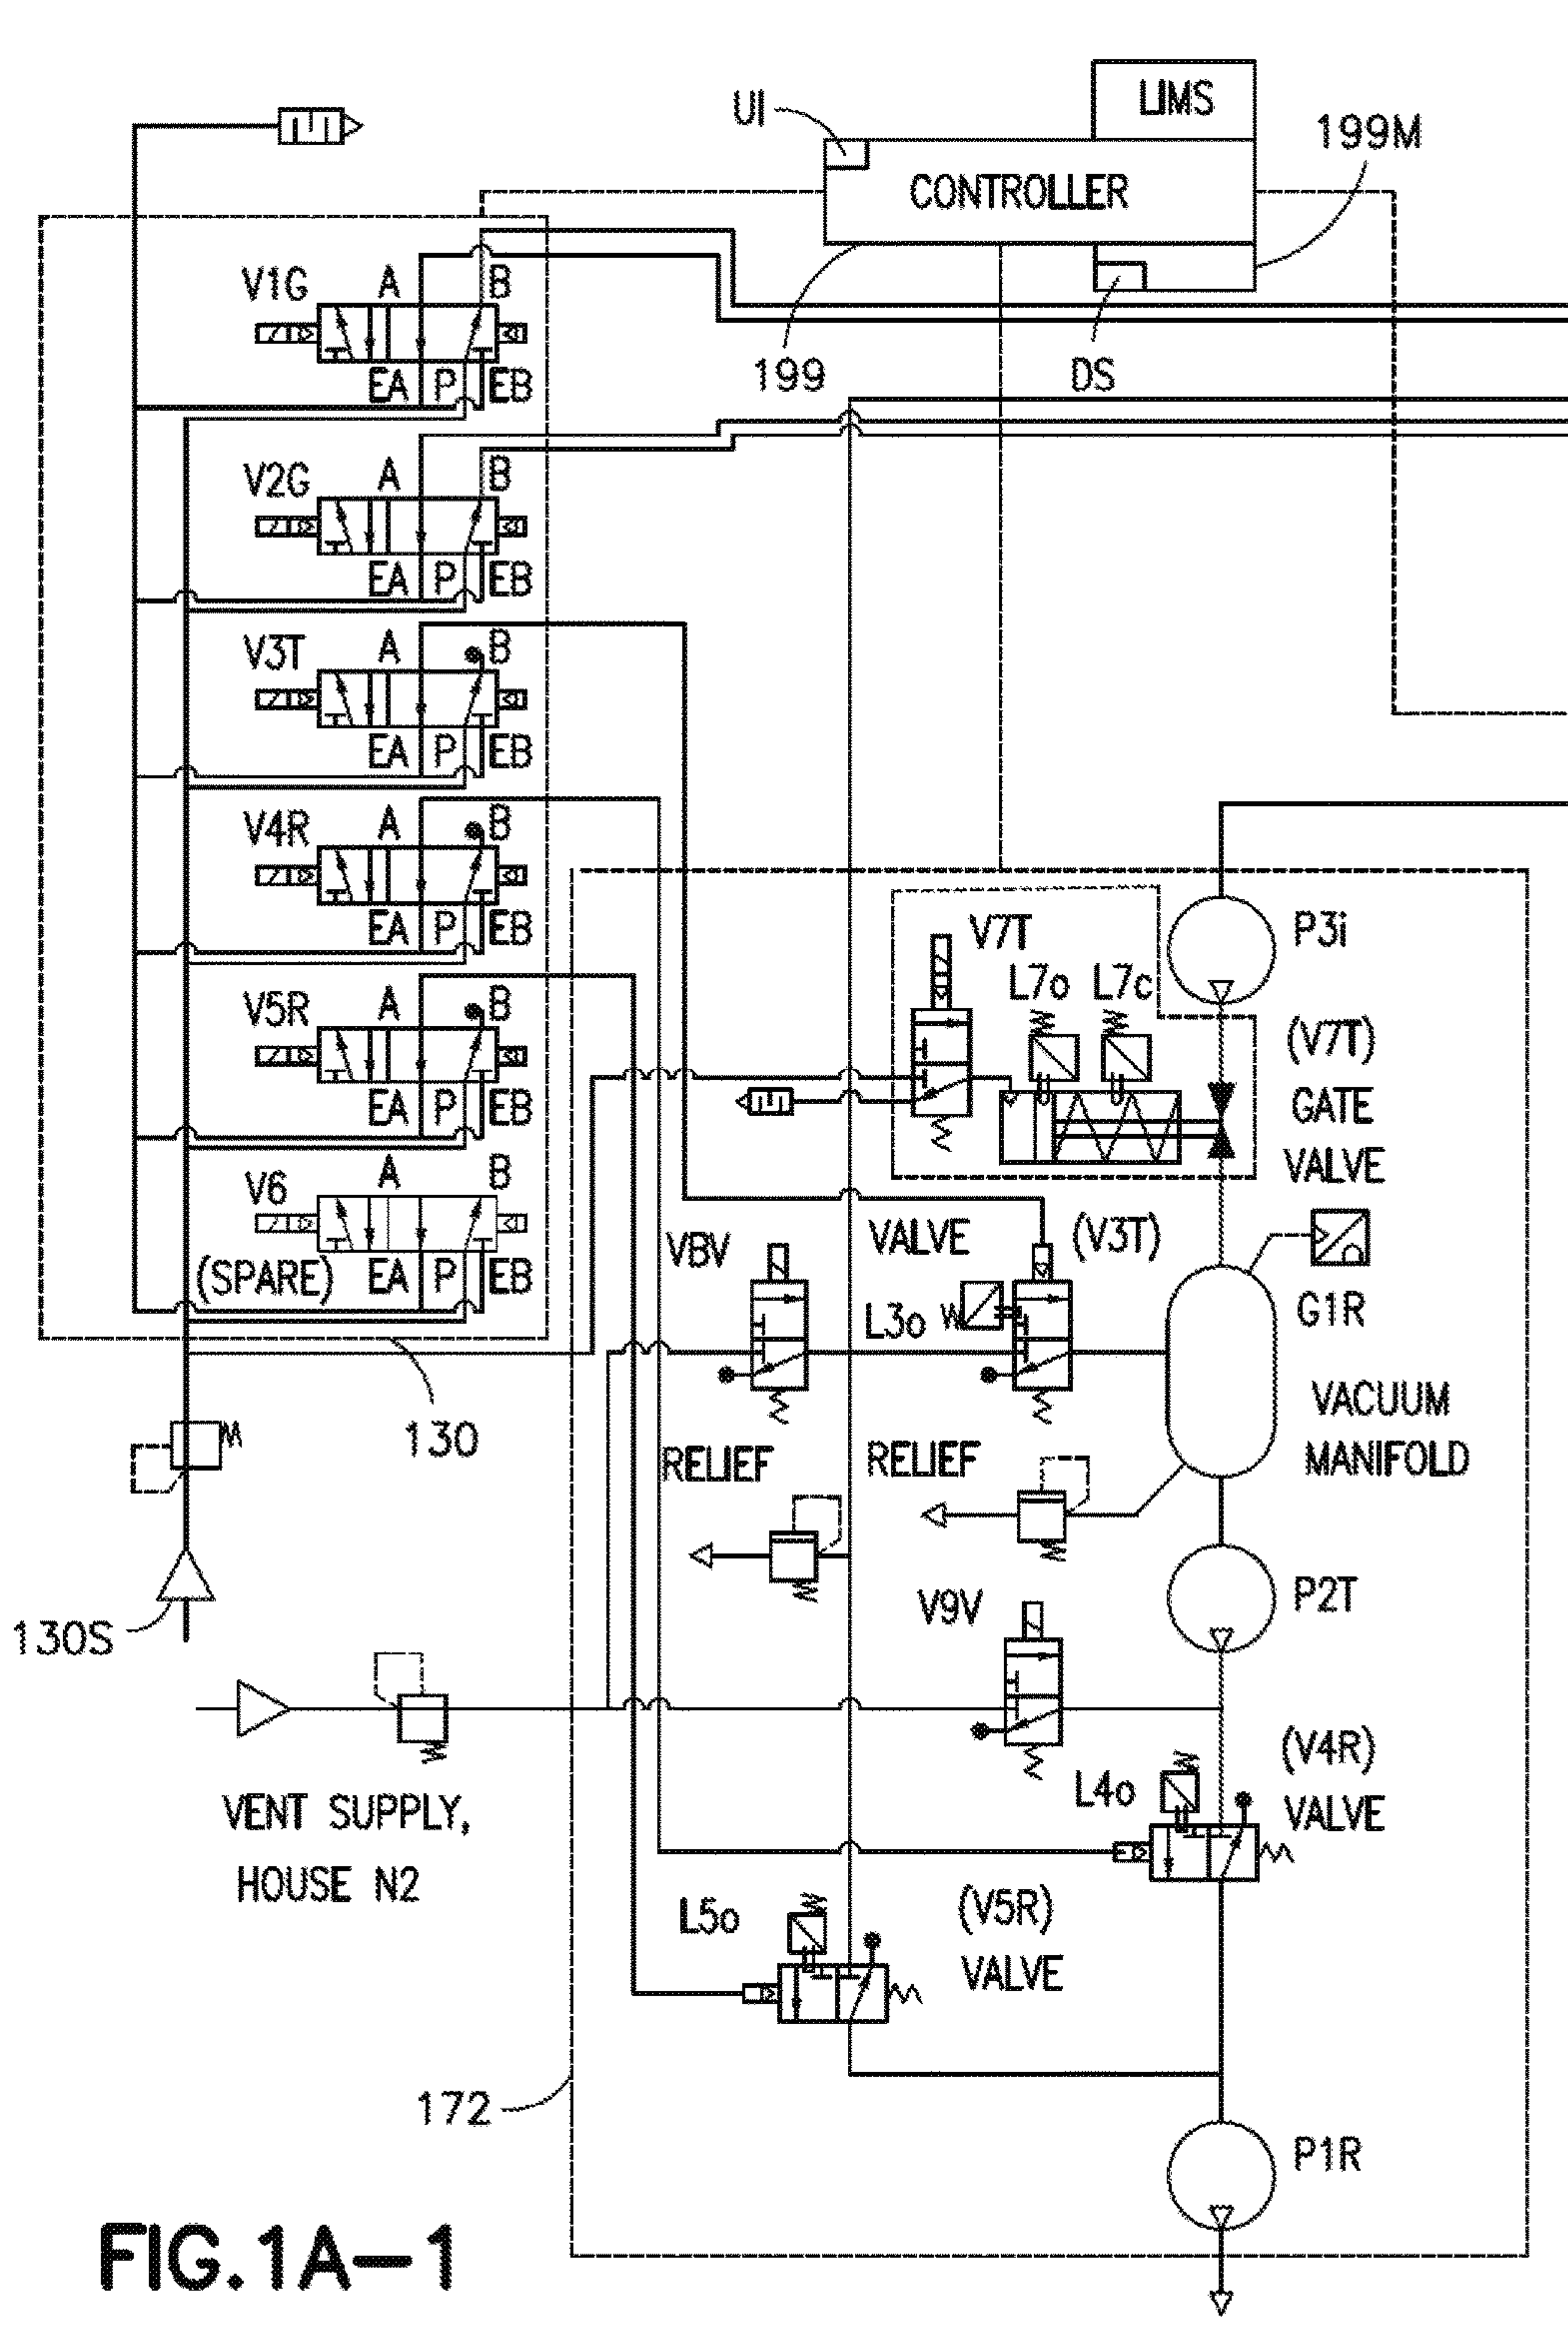 LIMS
UI
199M
CONTROLLER
199
DS
V1G
A
B
EA P EB
V2G
A
B
EA P EB
V3T
A
B
EA P EB
V4R
A
B
EA P EB
V5R
A
B
EA P EB
V6
A
B
(SPARE)
EA P EB
130
130S
V7T
L7o
L7c
P3i
(V7T)
GATE
VALVE
VBV
VALVE
(V3T)
L3o
G1R
VACUUM
MANIFOLD
RELIEF
RELIEF
P2T
V9V
VENT SUPPLY,
HOUSE N2
L4o
(V4R)
VALVE
L5o
(V5R)
VALVE
172
P1R
FIG.1A-1